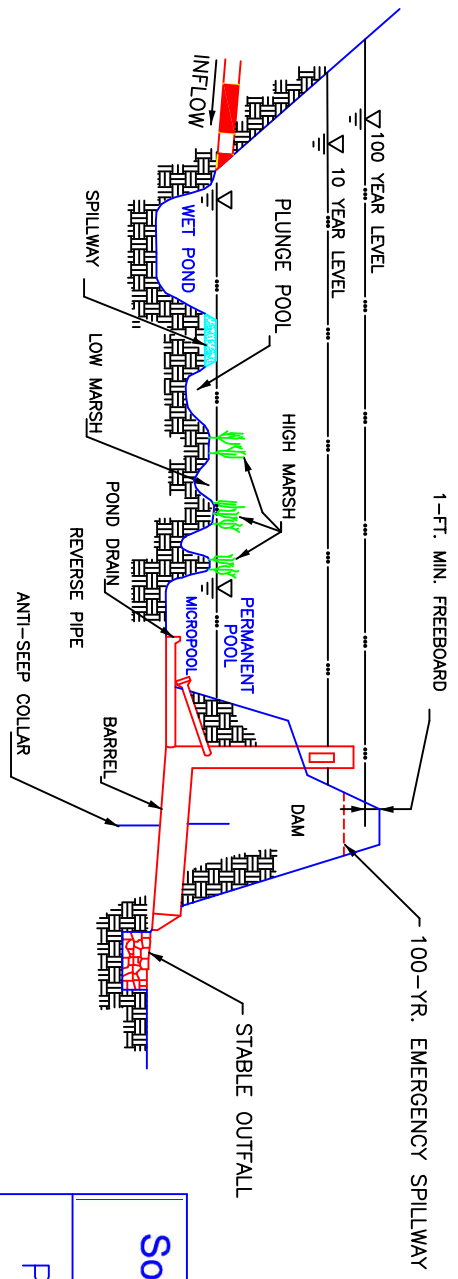 1-FT. MIN. FREEBOARD
100-YR. EMERGENCY SPILLWAY
100 YEAR LEVEL
10 YEAR LEVEL
INFLOW
PLUNGE POOL
HIGH MARSH
PERMANENT
POOL
MICROPOOL
DAM
WET POND
STABLE OUTFALL
SPILLWAY
LOW MARSH
POND DRAIN
REVERSE PIPE
BARREL
ANTI-SEEP COLLAR
So